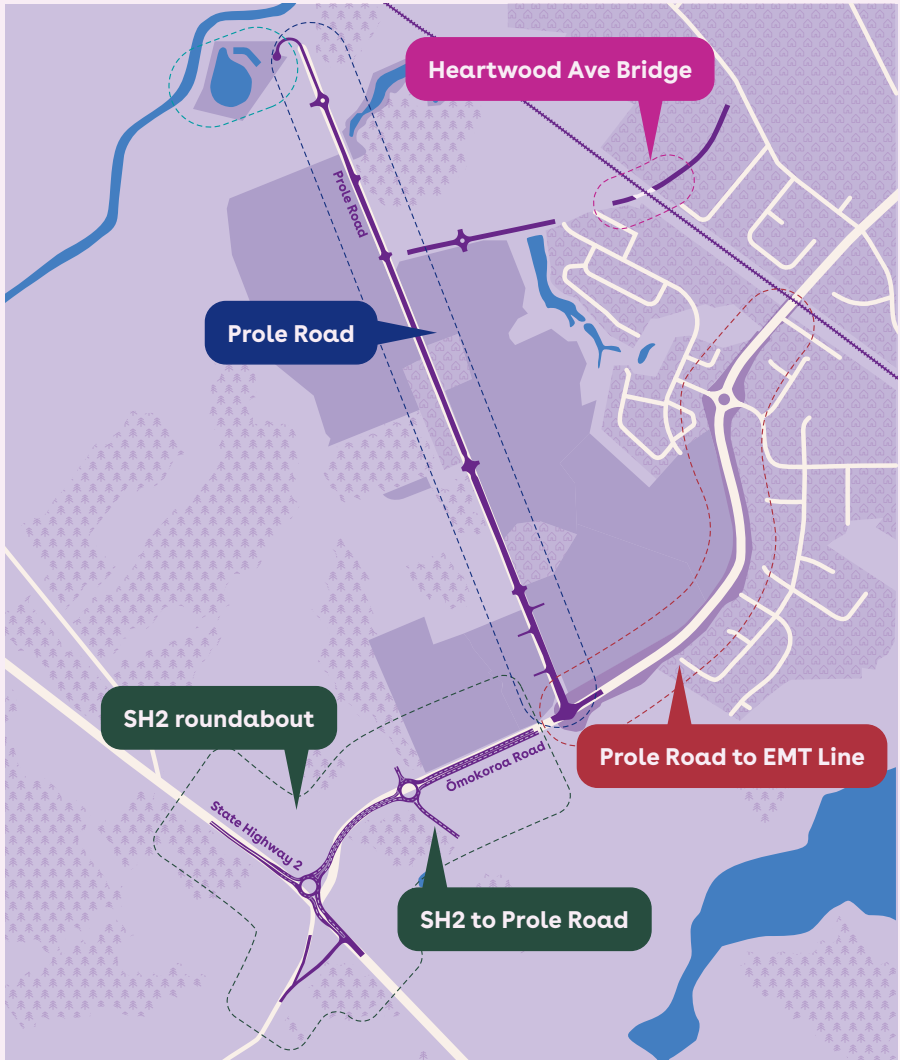 Heartwood Ave Bridge
Prole Road
Prole Road
SH2 roundabout
Prole Road to EMT Line
Ōmokoroa Road
State Highway 2
SH2 to Prole Road